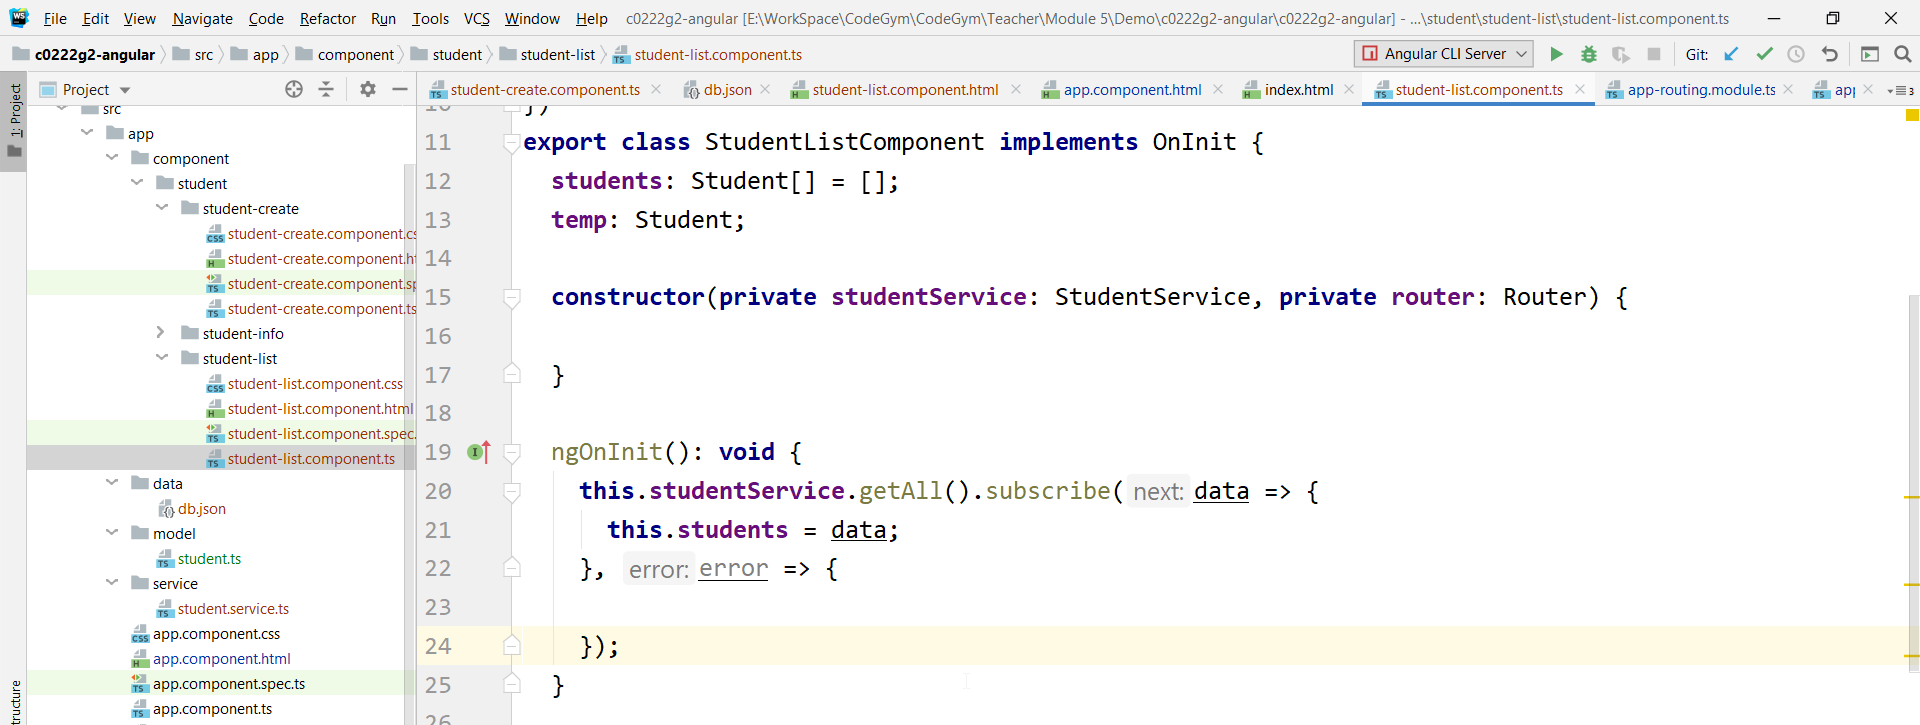 WS File Edit View Navigate Code Refactor Run Tools VCS Window Help c0222g2-angular [E:\WorkSpace\CodeGym\CodeGym\Teacher\Module 5\Demo\c0222g2-angular\c0222g2-angular] - ...\student\student-list\student-list.component.ts
c0222g2-angular src app component student student-list student-list.component.ts Angular CLI Server Git:
Project
student-create.component.ts db.json student-list.component.html app.component.html index.html student-list.component.ts app-routing.module.ts app 3
1: Project
src
app
component
student
student-create
student-create.component.cs
student-create.component.ht
student-create.component.sp
student-create.component.ts
student-info
student-list
student-list.component.css
student-list.component.html
student-list.component.spec.
student-list.component.ts
data
db.json
model
student.ts
service
student.service.ts
app.component.css
app.component.html
app.component.spec.ts
app.component.ts
ructure
10 })
11 export class StudentListComponent implements OnInit {
12 students: Student[] = [];
13 temp: Student;
14
15 constructor(private studentService: StudentService, private router: Router) {
16
17 }
18
19 ngOnInit(): void {
20 this.studentService.getAll().subscribe( next: data => {
21 this.students = data;
22 }, error: error => {
23
24 });
25 }
26